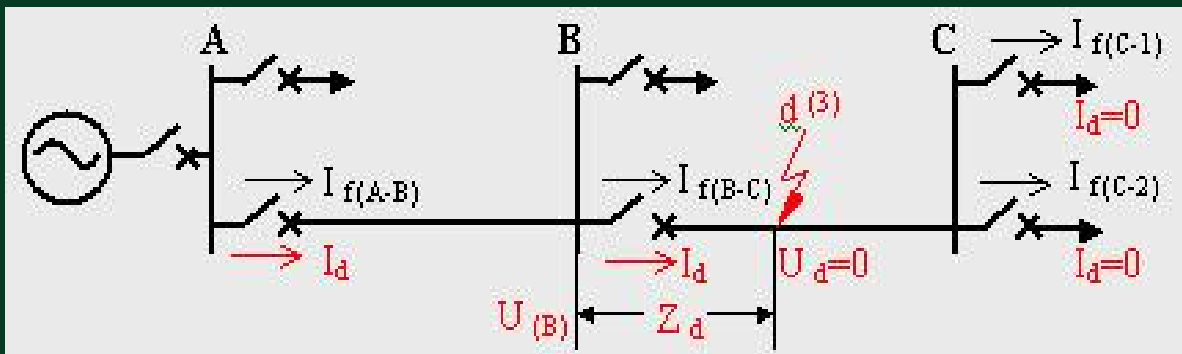 A B C I f(C-1)
d (3)
I d=0
I f(A-B) I f(B-C) I f(C-2)
I d I d U d=0 I d=0
U (B) Z d